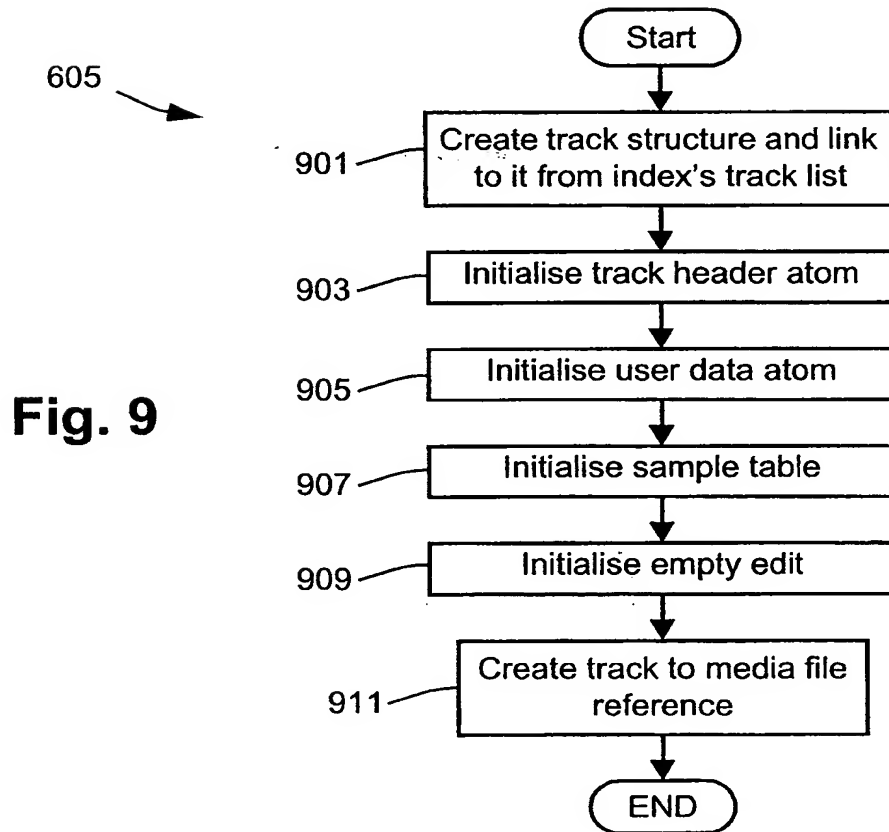 Start
605
901
Create track structure and link
to it from index's track list
903
Initialise track header atom
905
Initialise user data atom
Fig. 9
907
Initialise sample table
909
Initialise empty edit
911
Create track to media file
reference
END